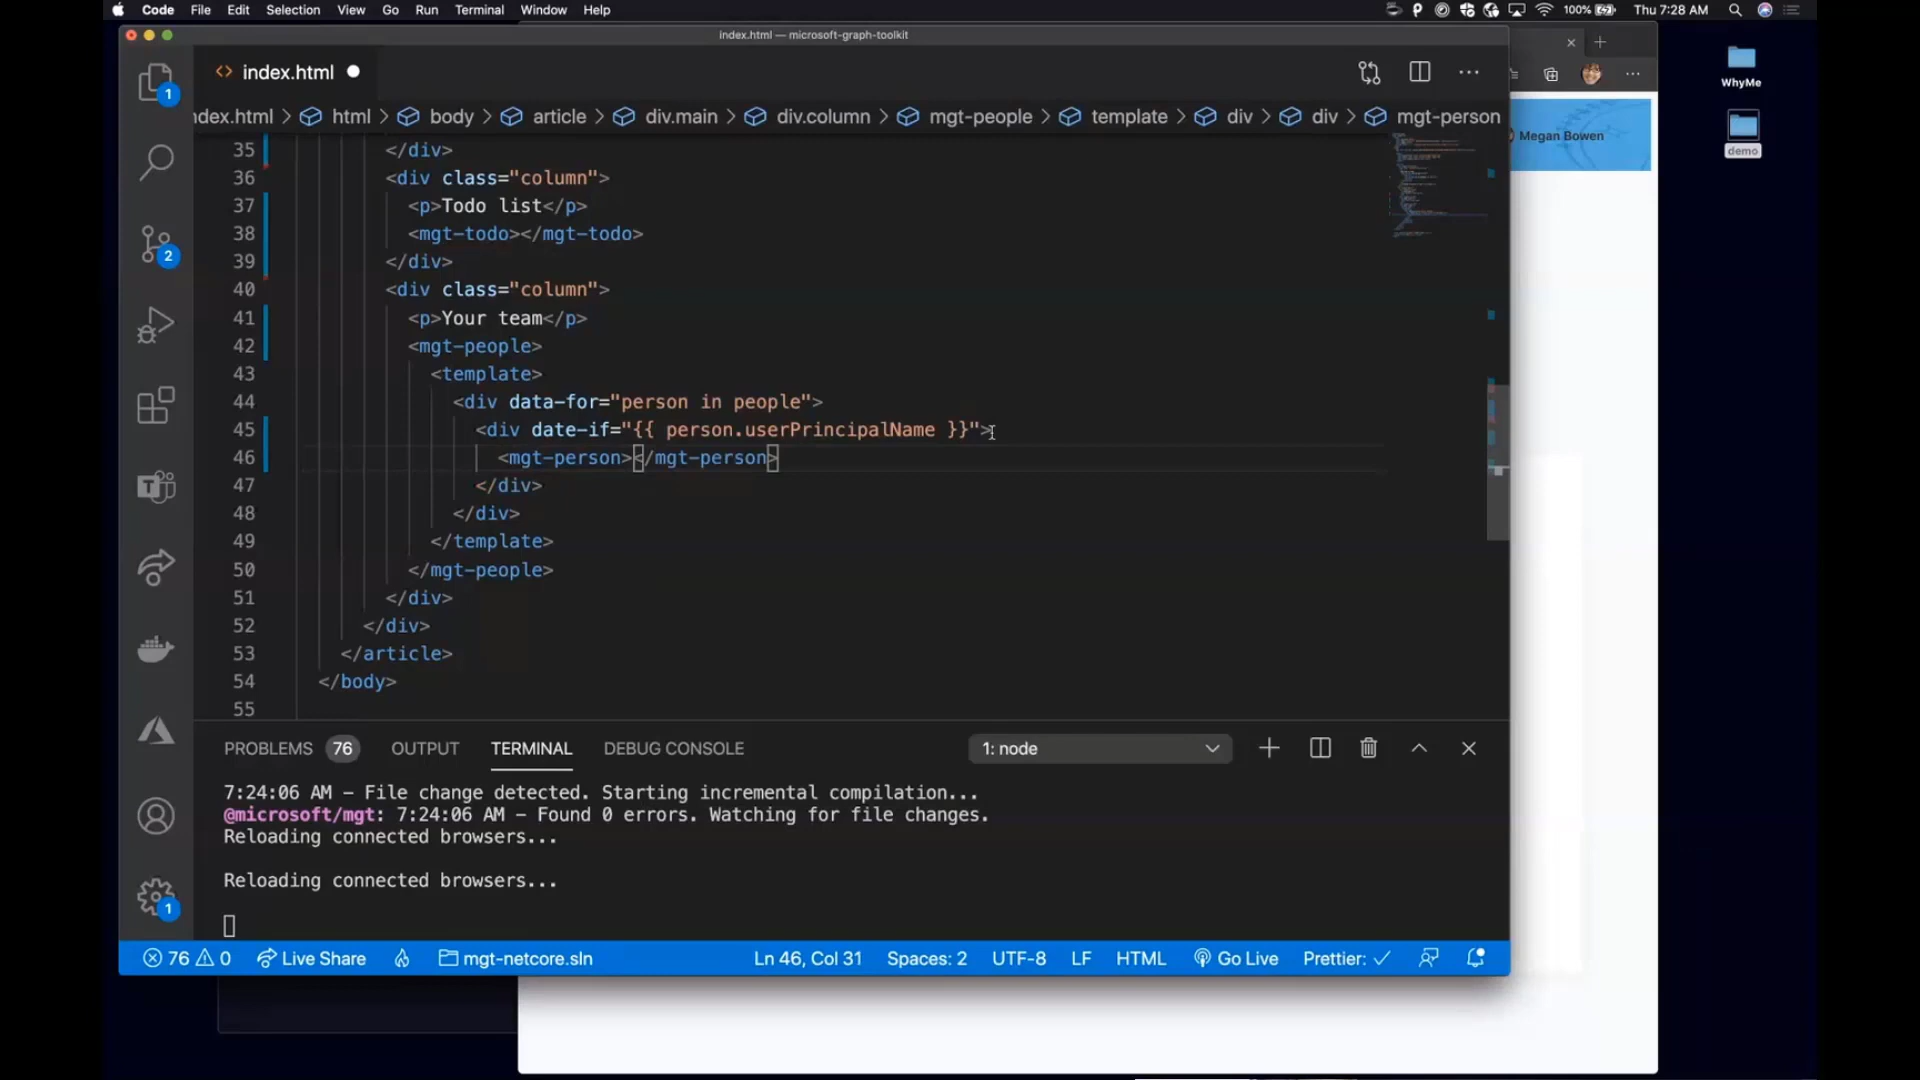 Code File Edit Selection View Go Run Terminal Window Help 100% Thu 7:28 AM
index.html — microsoft-graph-toolkit
index.html
ndex.html > html > body > article > div.main > div.column > mgt-people > template > div > div > mgt-person
35 </div>
36 <div class="column">
37 <p>Todo list</p>
38 <mgt-todo></mgt-todo>
39 </div>
40 <div class="column">
41 <p>Your team</p>
42 <mgt-people>
43 <template>
44 <div data-for="person in people">
45 <div date-if="{{ person.userPrincipalName }}">
46 <mgt-person></mgt-person>
47 </div>
48 </div>
49 </template>
50 </mgt-people>
51 </div>
52 </div>
53 </article>
54 </body>
55
PROBLEMS 76 OUTPUT TERMINAL DEBUG CONSOLE 1: node
7:24:06 AM – File change detected. Starting incremental compilation...
@microsoft/mgt: 7:24:06 AM – Found 0 errors. Watching for file changes.
Reloading connected browsers...
Reloading connected browsers...
76 0 Live Share mgt-netcore.sln Ln 46, Col 31 Spaces: 2 UTF-8 LF HTML Go Live Prettier: ✓
1
2
1
Megan Bowen
WhyMe
demo